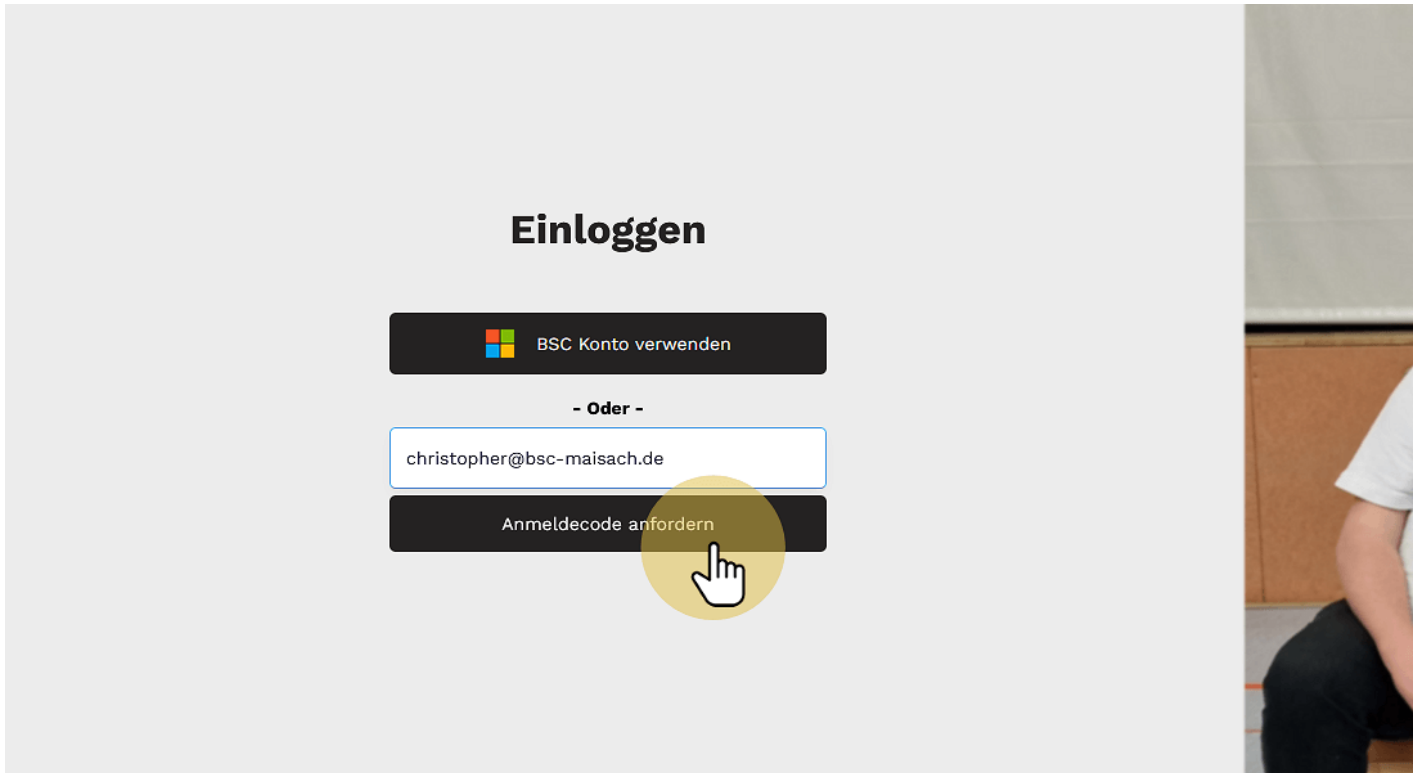 Einloggen
BSC Konto verwenden
- Oder -
christopher@bsc-maisach.de
Anmeldecode anfordern